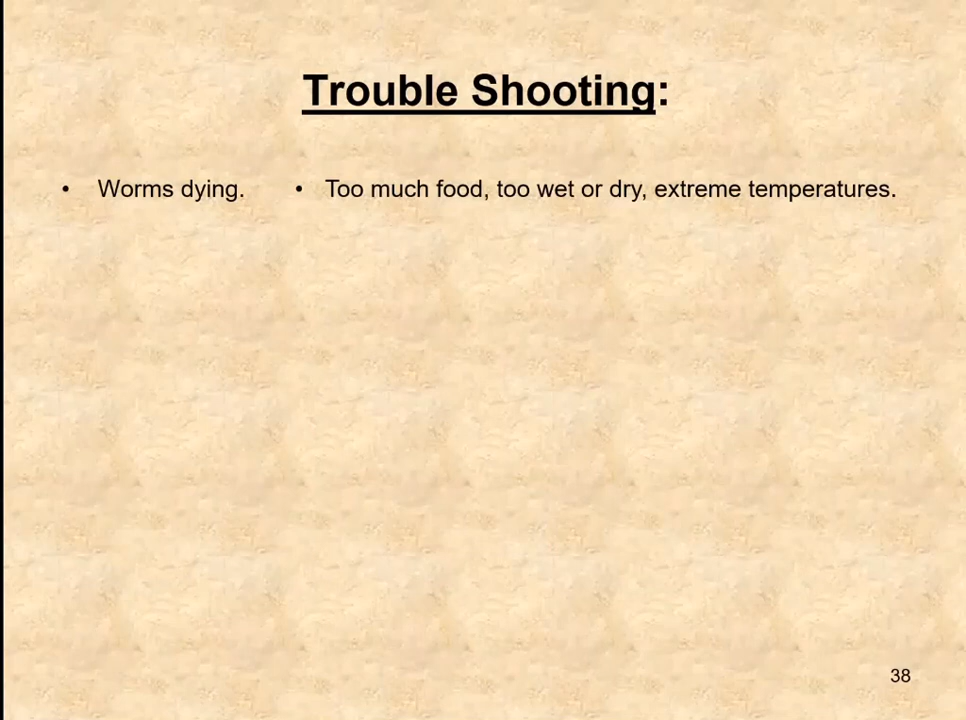 Trouble Shooting:
• Worms dying. • Too much food, too wet or dry, extreme temperatures.
38